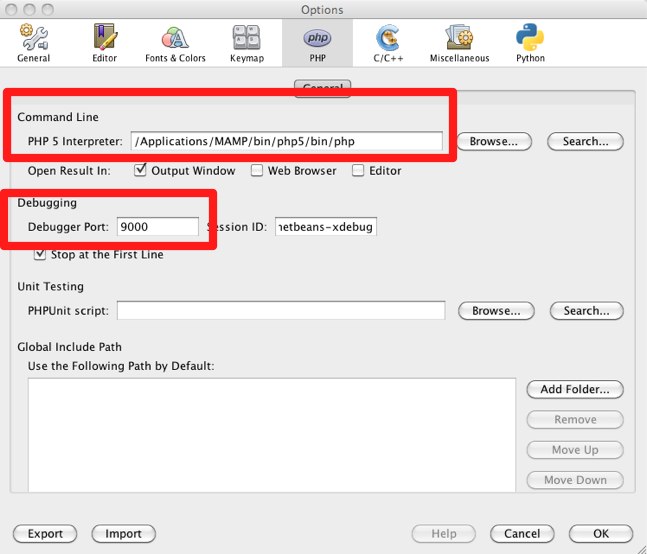 Options
General
Editor
Fonts & Colors
Keymap
php
PHP
C/C++
Miscellaneous
Python
General
Command Line
PHP 5 Interpreter: /Applications/MAMP/bin/php5/bin/php Browse... Search...
Open Result In: Output Window Web Browser Editor
Debugging
Debugger Port: 9000 Session ID: netbeans-xdebug
Stop at the First Line
Unit Testing
PHPUnit script: Browse... Search...
Global Include Path
Use the Following Path by Default:
Add Folder...
Remove
Move Up
Move Down
Export Import Help Cancel OK